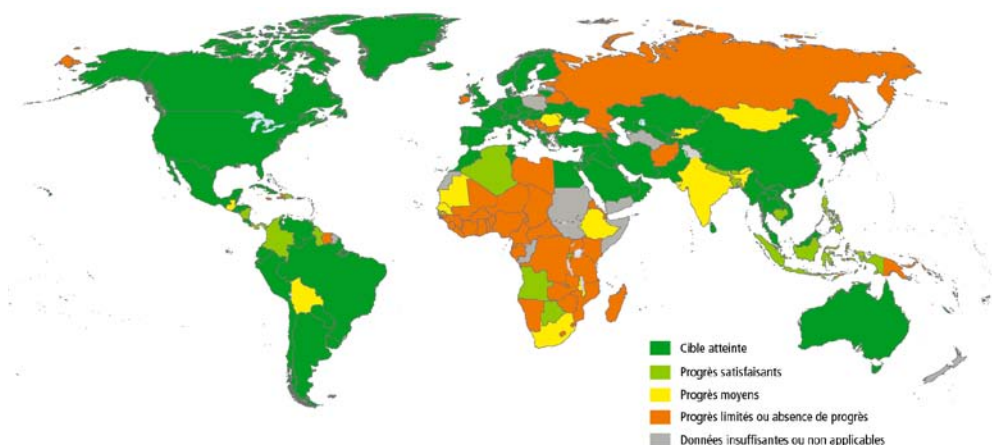 Cible atteinte
Progrès satisfaisants
Progrès moyens
Progrès limités ou absence de progrès
Données insuffisantes ou non applicables